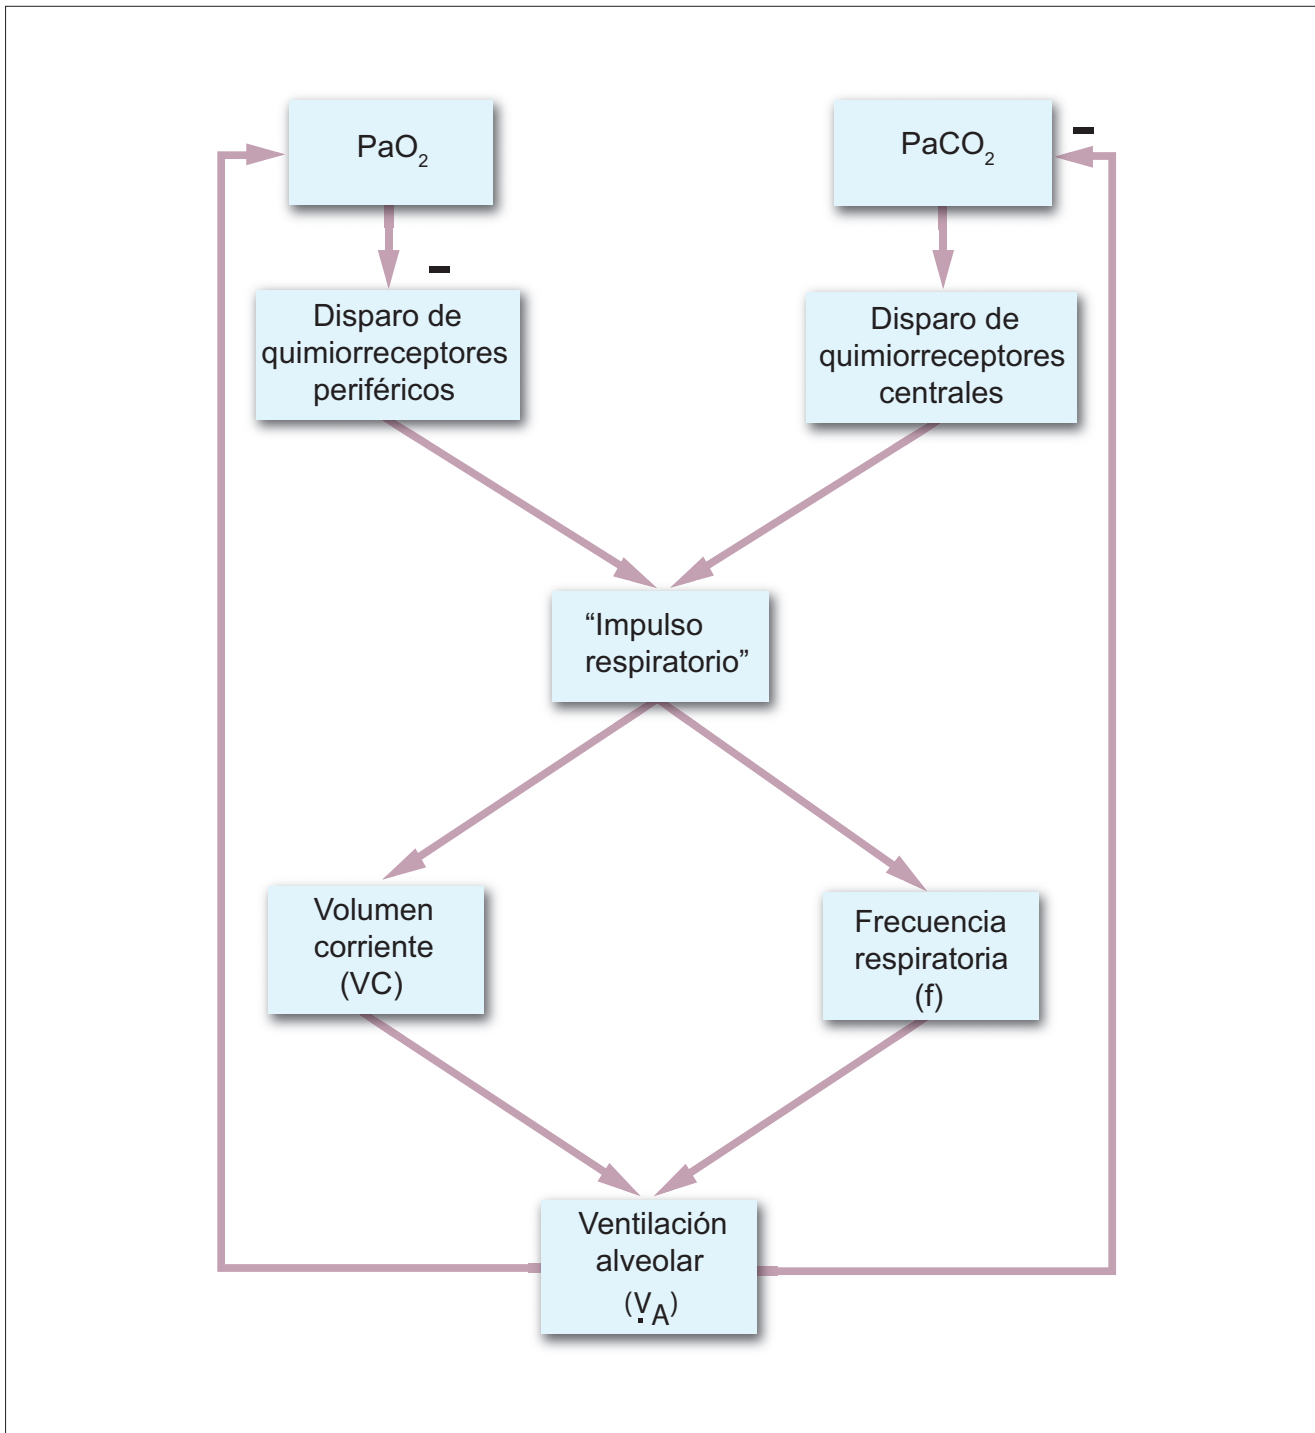 PaO₂
PaCO₂
-
-
Disparo de
quimiorreceptores
periféricos
Disparo de
quimiorreceptores
centrales
“Impulso
respiratorio”
Volumen
corriente
(VC)
Frecuencia
respiratoria
(f)
Ventilación
alveolar
(Ṿ_A)